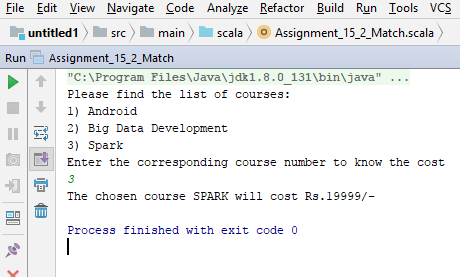 Edit View Navigate Code Analyze Refactor Build Run Tools VCS
untitled1 src main scala Assignment_15_2_Match.scala
Run Assignment_15_2_Match
"C:\Program Files\Java\jdk1.8.0_131\bin\java" ...
Please find the list of courses:
1) Android
2) Big Data Development
3) Spark
Enter the corresponding course number to know the cost
3
The chosen course SPARK will cost Rs.19999/-
Process finished with exit code 0